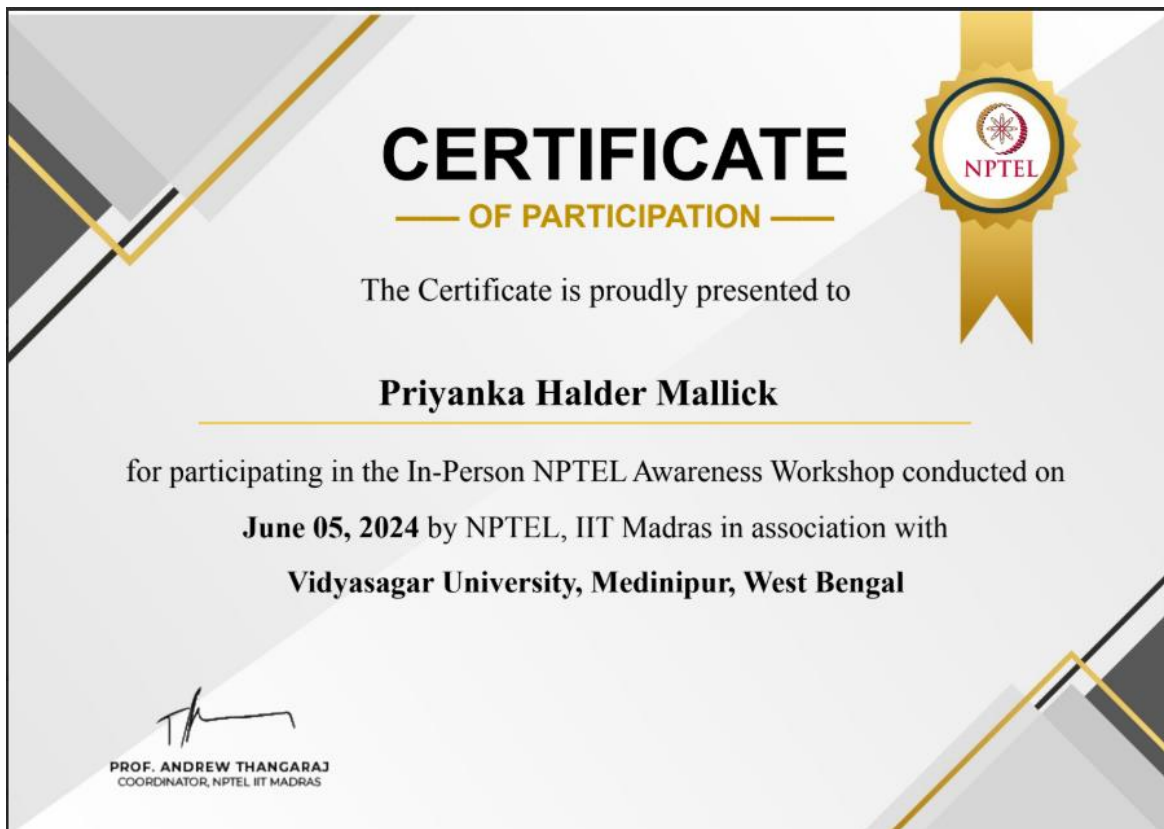 CERTIFICATE
OF PARTICIPATION
NPTEL
The Certificate is proudly presented to
Priyanka Halder Mallick
for participating in the In-Person NPTEL Awareness Workshop conducted on
June 05, 2024 by NPTEL, IIT Madras in association with
Vidyasagar University, Medinipur, West Bengal
PROF. ANDREW THANGARAJ
COORDINATOR, NPTEL IIT MADRAS